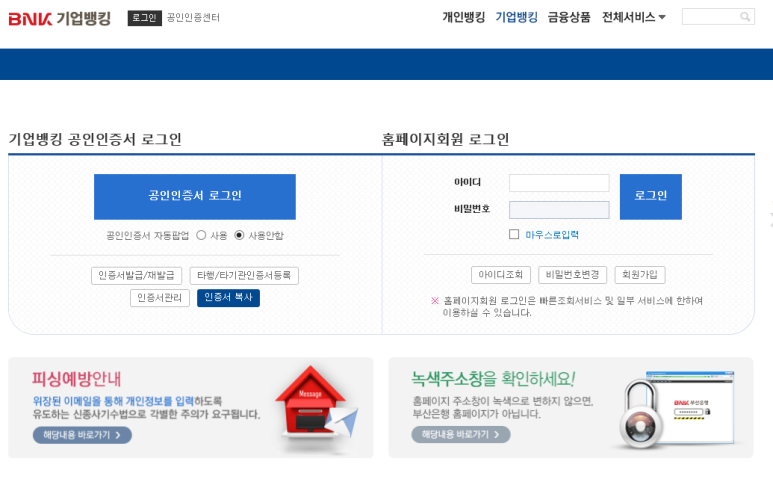 BNK 기업뱅킹
로그인 공인인증센터
개인뱅킹 기업뱅킹 금융상품 전체서비스
기업뱅킹 공인인증서 로그인
공인인증서 로그인
공인인증서 자동팝업 사용 사용안함
인증서발급/재발급 타행/타기관인증서등록
인증서관리 인증서 복사
홈페이지회원 로그인
아이디
비밀번호
로그인
마우스로입력
아이디조회 비밀번호변경 회원가입
※ 홈페이지회원 로그인은 빠른조회서비스 및 일부 서비스에 한하여
이용하실 수 있습니다.
피싱예방안내
위장된 이메일을 통해 개인정보를 입력하도록
유도하는 신종사기수법으로 각별한 주의가 요구됩니다.
해당내용 바로가기
Message
녹색주소창을 확인하세요!
홈페이지 주소창이 녹색으로 변하지 않으면,
부산은행 홈페이지가 아닙니다.
해당내용 바로가기
BNK 부산은행